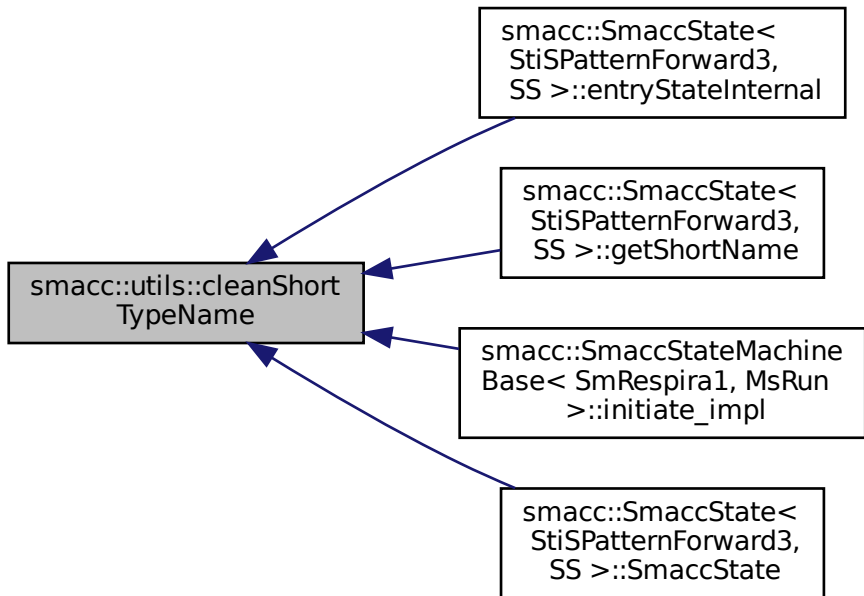 smacc::SmaccState<
StiSPatternForward3,
SS >::entryStateInternal
smacc::SmaccState<
StiSPatternForward3,
SS >::getShortName
smacc::utils::cleanShort
TypeName
smacc::SmaccStateMachine
Base< SmRespira1, MsRun
>::initiate_impl
smacc::SmaccState<
StiSPatternForward3,
SS >::SmaccState